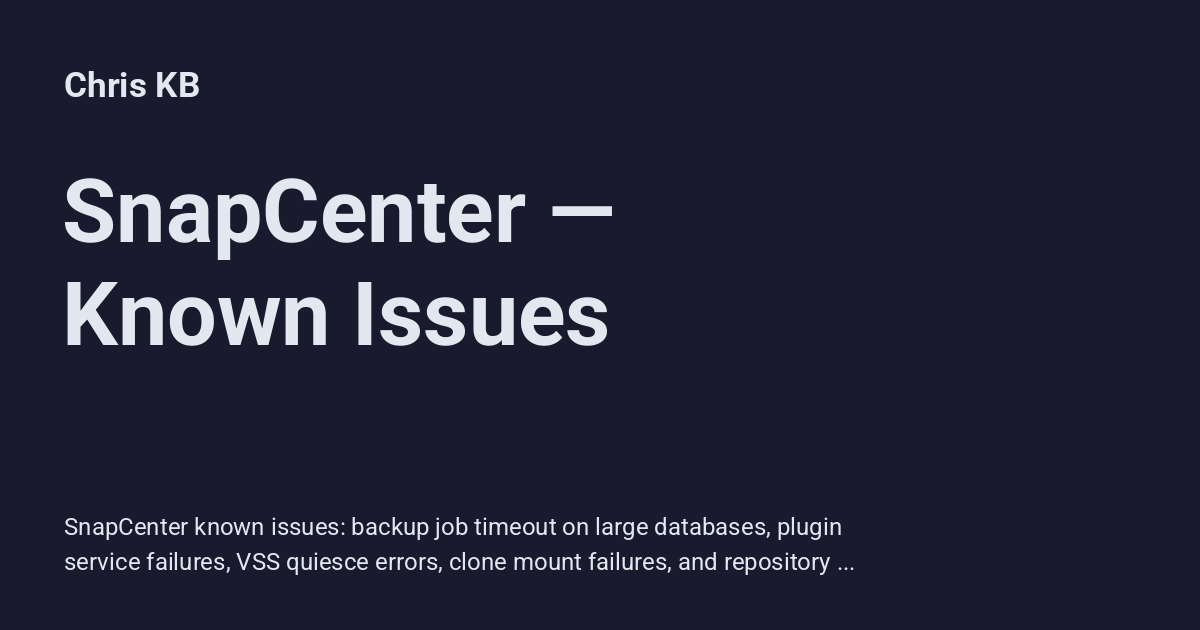 Chris KB
SnapCenter —
Known Issues
SnapCenter known issues: backup job timeout on large databases, plugin
service failures, VSS quiesce errors, clone mount failures, and repository ...